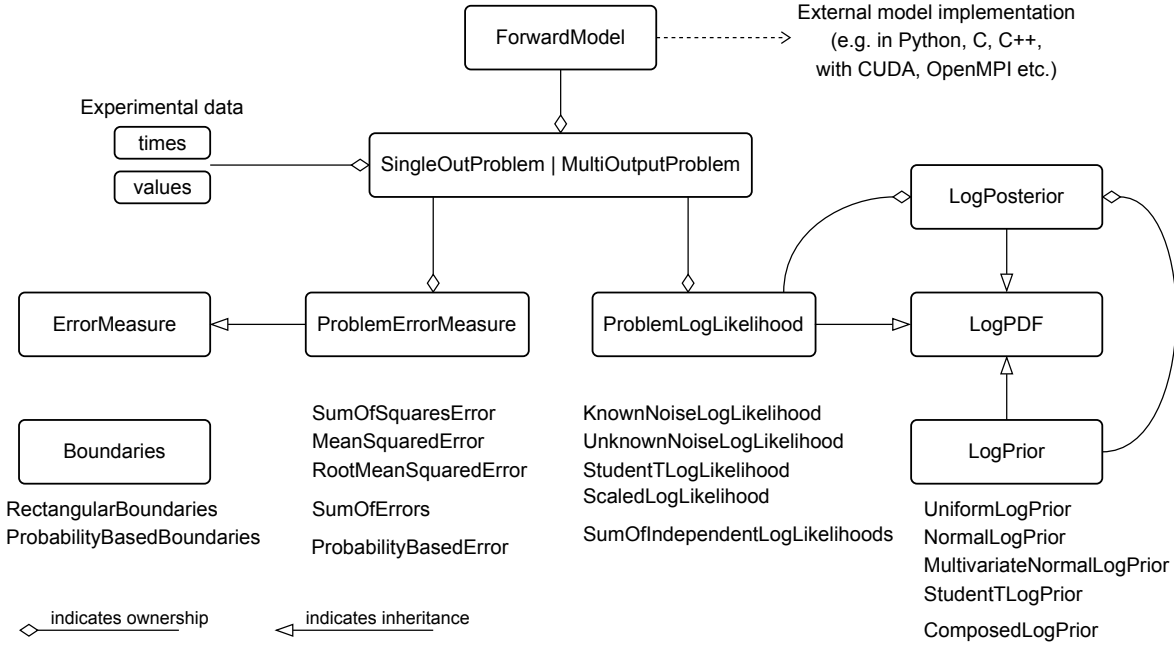 External model implementation
(e.g. in Python, C, C++,
with CUDA, OpenMPI etc.)
ForwardModel
Experimental data
times
values
SingleOutProblem | MultiOutputProblem
LogPosterior
ErrorMeasure
ProblemErrorMeasure
ProblemLogLikelihood
LogPDF
Boundaries
RectangularBoundaries
ProbabilityBasedBoundaries
SumOfSquaresError
MeanSquaredError
RootMeanSquaredError
SumOfErrors
ProbabilityBasedError
KnownNoiseLogLikelihood
UnknownNoiseLogLikelihood
StudentTLogLikelihood
ScaledLogLikelihood
SumOfIndependentLogLikelihoods
LogPrior
UniformLogPrior
NormalLogPrior
MultivariateNormalLogPrior
StudentTLogPrior
ComposedLogPrior
indicates ownership
indicates inheritance